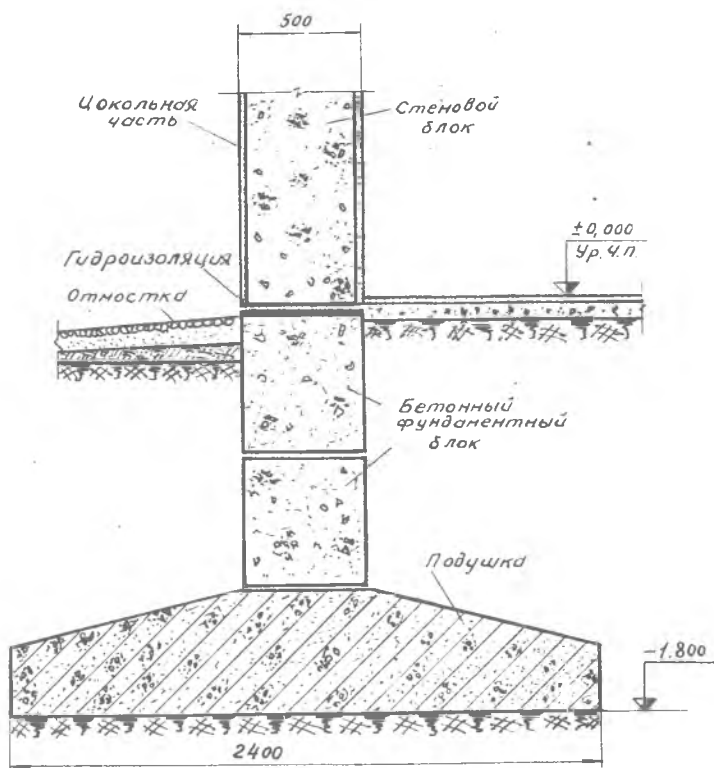 500
Цокольная
часть
Стеновой
блок
±0,000
Ур.ч.п.
Гидроизоляция
Отмостка
Бетонный
фундаментный
блок
Подушка
-1.800
2400